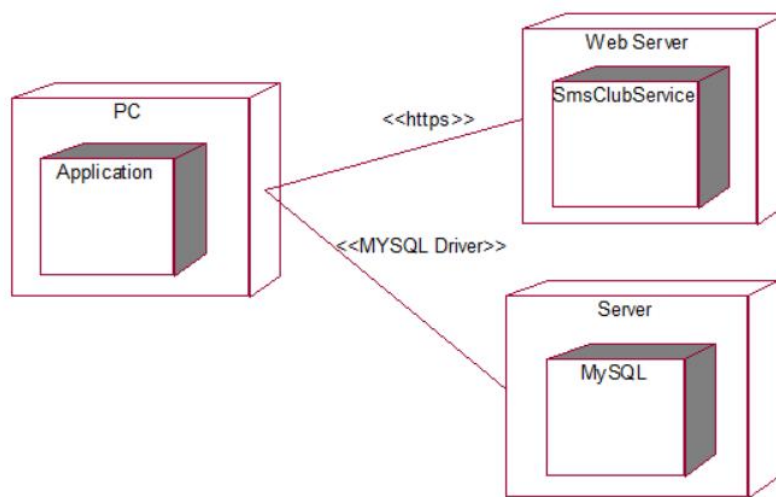 PC
Application
<<https>>
<<MYSQL Driver>>
Web Server
SmsClubService
Server
MySQL